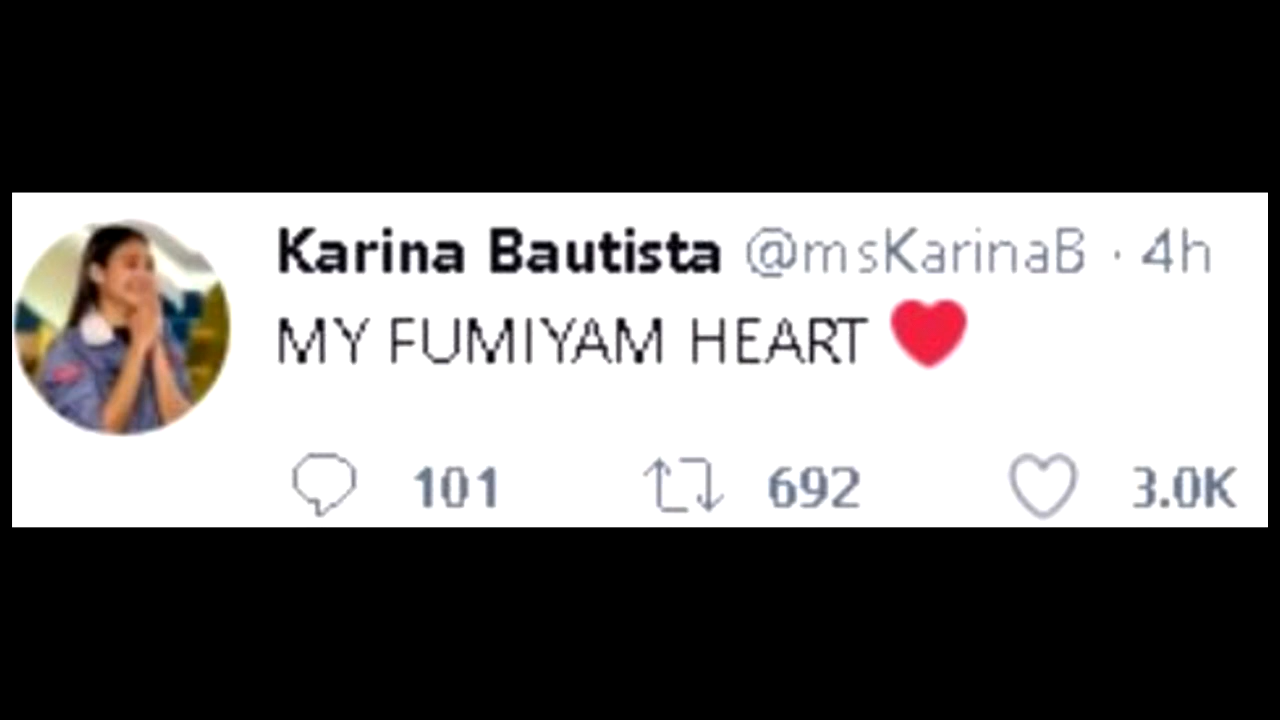 Karina Bautista @msKarinaB · 4h
MY FUMIYAM HEART ❤️
101 692 3.0K